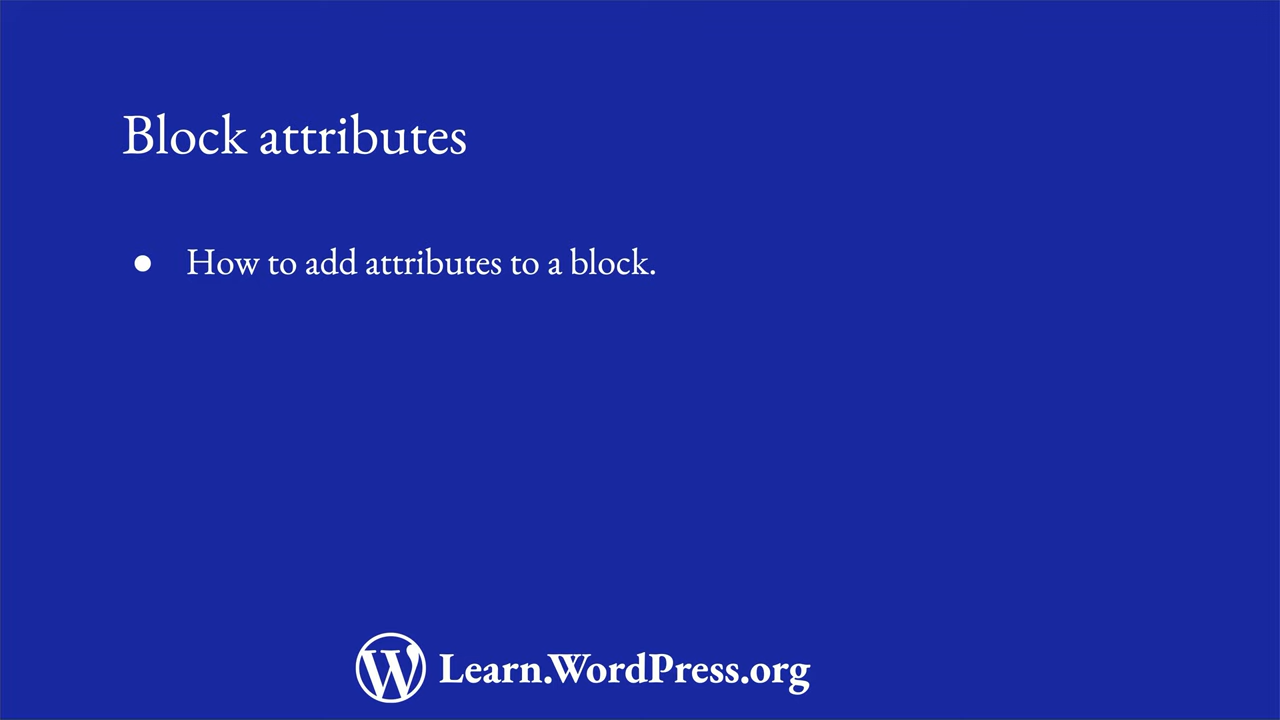 Block attributes
● How to add attributes to a block.
Learn.WordPress.org